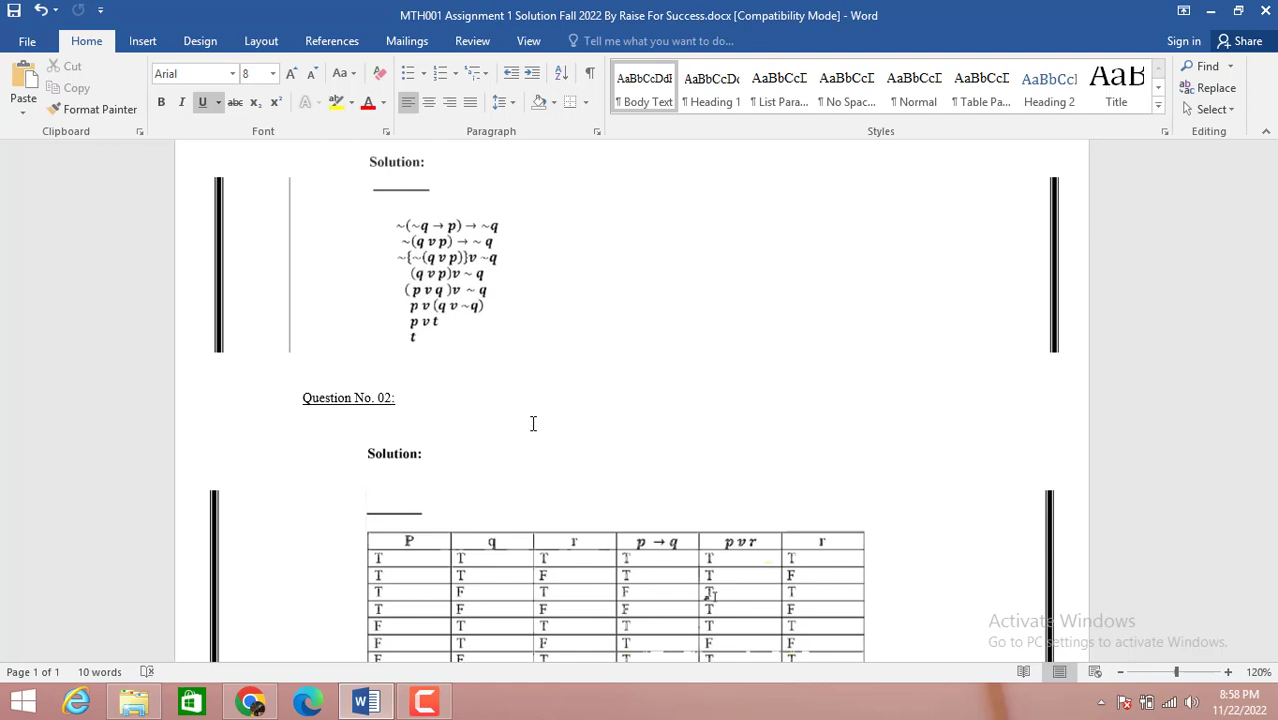 MTH001 Assignment 1 Solution Fall 2022 By Raise For Success.docx [Compatibility Mode] - Word
File Home Insert Design Layout References Mailings Review View Tell me what you want to do... Sign in Share
Paste Cut Copy Format Painter
Arial 8 Aa
B I U abc X₂ X² A A
AaBbCcDdI AaBbCcDc AaBbCcI AaBbCcI AaBbCcI AaBbCcI AaBbCcI AaB
¶ Body Text ¶ Heading 1 ¶ List Para... ¶ No Spac... ¶ Normal ¶ Table Pa... Heading 2 Title
Find Replace Select
Clipboard Font Paragraph Styles Editing
Solution:
~(~q → p) → ~q
~(q v p) → ~ q
~{~(q v p)}v ~q
(q v p)v ~ q
( p v q )v ~ q
p v (q v ~q)
p v t
t
Question No. 02:
Solution:
P q r p → q p v r r
T T T T T T
T T F T T F
T F T F T T
T F F F T F
F T T T T T
F T F T F F
F F T T T T
Activate Windows
Go to PC settings to activate Windows.
Page 1 of 1 10 words 120%
8:58 PM
11/22/2022